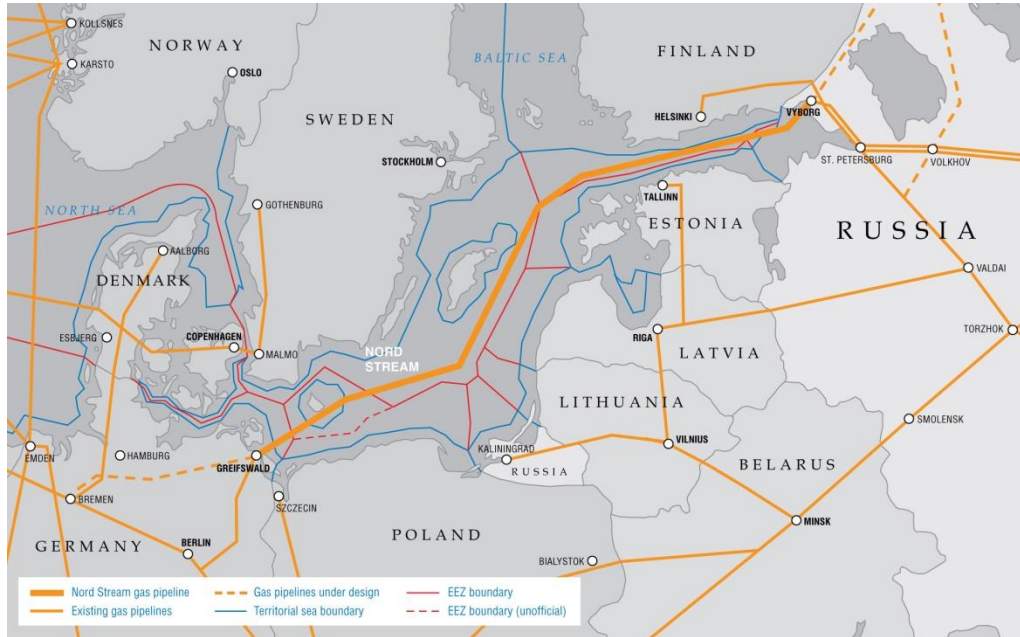 KOLLSNES
NORWAY
KARSTO
OSLO
BALTIC SEA
FINLAND
SWEDEN
HELSINKI
VYBORG
STOCKHOLM
ST. PETERSBURG
VOLKHOV
NORTH SEA
GOTHENBURG
TALLINN
ESTONIA
RUSSIA
AALBORG
DENMARK
VALDAI
ESBJERG
COPENHAGEN
MALMO
NORD
STREAM
RIGA
LATVIA
TORZHOK
LITHUANIA
SMOLENSK
EMDEN
HAMBURG
GREIFSWALD
KALININGRAD
RUSSIA
VILNIUS
BELARUS
BREMEN
SZCZECIN
GERMANY
BERLIN
POLAND
MINSK
BIALYSTOK
Nord Stream gas pipeline
Gas pipelines under design
EEZ boundary
Existing gas pipelines
Territorial sea boundary
EEZ boundary (unofficial)